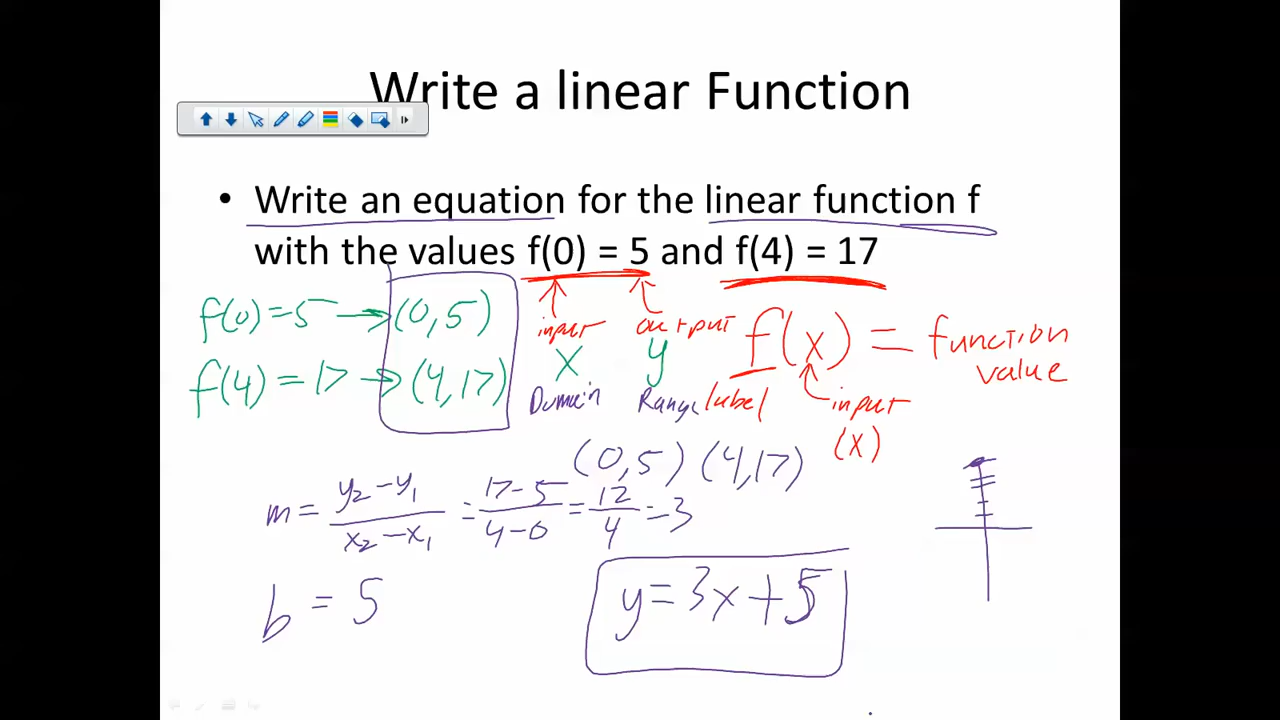 Write a linear Function
• Write an equation for the linear function f
with the values f(0) = 5 and f(4) = 17
f(0)=5 → (0,5)
f(4) = 17 → (4,17)
input output
x y
Domain Range
f(x) = function
value
label input
(x)
(0,5) (4,17)
m = y₂-y₁ / x₂-x₁ = 17-5 / 4-0 = 12 / 4 = 3
b = 5
y=3x+5